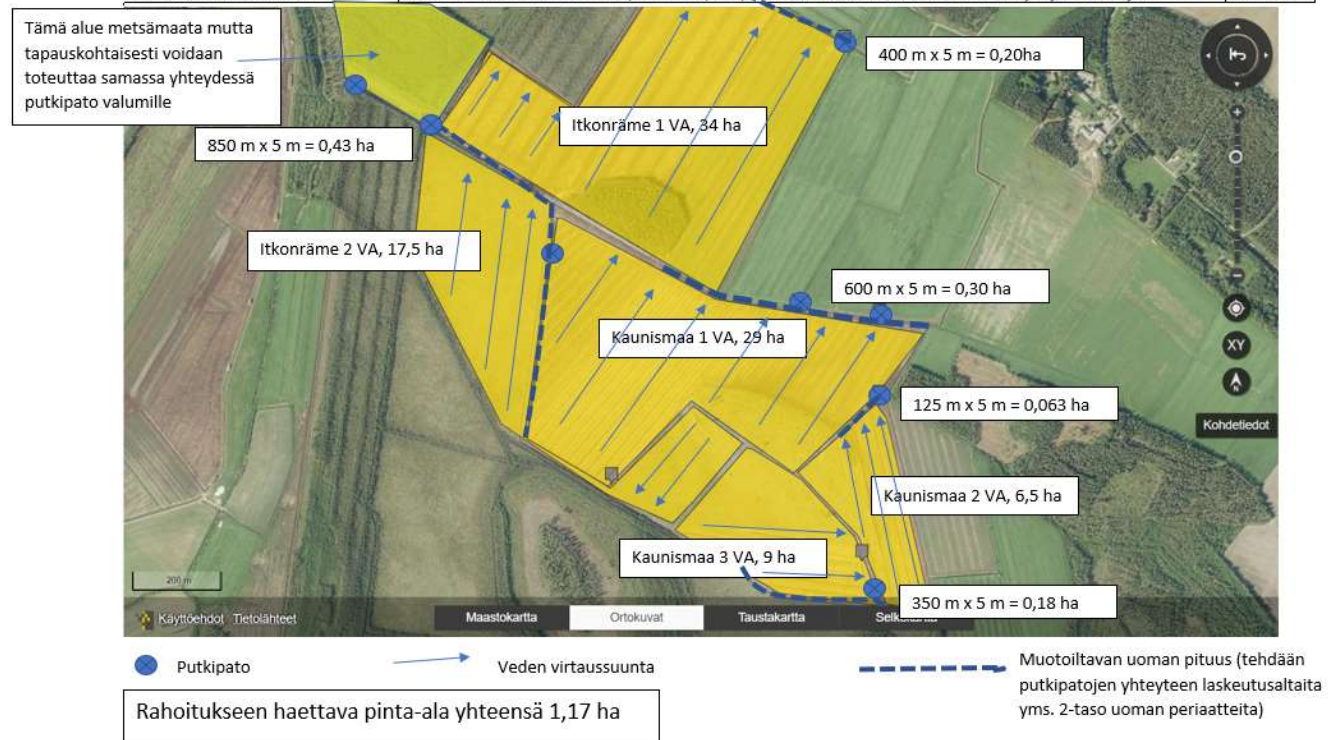 Tämä alue metsämaata mutta
tapauskohtaisesti voidaan
toteuttaa samassa yhteydessä
putkipato valumille
400 m x 5 m = 0,20ha
Itkonräme 1 VA, 34 ha
850 m x 5 m = 0,43 ha
Itkonräme 2 VA, 17,5 ha
600 m x 5 m = 0,30 ha
Kaunismaa 1 VA, 29 ha
XY
125 m x 5 m = 0,063 ha
Kohdetiedot
Kaunismaa 2 VA, 6,5 ha
Kaunismaa 3 VA, 9 ha
200 m
350 m x 5 m = 0,18 ha
Käyttöehdot Tietolähteet
Maastokartta
Ortokuvat
Taustakartta
Putkipato
Veden virtaussuunta
Muotoiltavan uoman pituus (tehdään
putkipatojen yhteyteen laskeutusaltaita
yms. 2-taso uoman periaatteita)
Rahoitukseen haettava pinta-ala yhteensä 1,17 ha